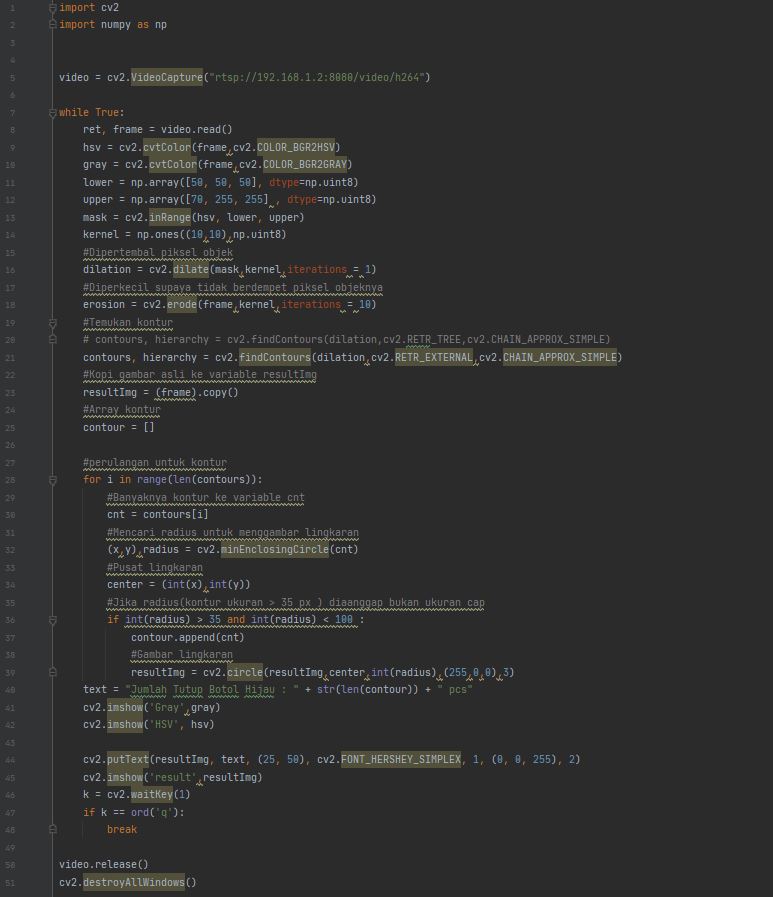 1 import cv2
2 import numpy as np
3
4
5 video = cv2.VideoCapture("rtsp://192.168.1.2:8080/video/h264")
6
7 while True:
8     ret, frame = video.read()
9     hsv = cv2.cvtColor(frame,cv2.COLOR_BGR2HSV)
10     gray = cv2.cvtColor(frame,cv2.COLOR_BGR2GRAY)
11     lower = np.array([50, 50, 50], dtype=np.uint8)
12     upper = np.array([70, 255, 255] , dtype=np.uint8)
13     mask = cv2.inRange(hsv, lower, upper)
14     kernel = np.ones((10,10),np.uint8)
15     #Dipertembal piksel objek
16     dilation = cv2.dilate(mask,kernel,iterations = 1)
17     #Diperkecil supaya tidak berdempet piksel objeknya
18     erosion = cv2.erode(frame,kernel,iterations = 10)
19     #Temukan kontur
20     # contours, hierarchy = cv2.findContours(dilation,cv2.RETR_TREE,cv2.CHAIN_APPROX_SIMPLE)
21     contours, hierarchy = cv2.findContours(dilation,cv2.RETR_EXTERNAL,cv2.CHAIN_APPROX_SIMPLE)
22     #Kopi gambar asli ke variable resultImg
23     resultImg = (frame).copy()
24     #Array kontur
25     contour = []
26
27     #perulangan untuk kontur
28     for i in range(len(contours)):
29         #Banyaknya kontur ke variable cnt
30         cnt = contours[i]
31         #Mencari radius untuk menggambar lingkaran
32         (x,y),radius = cv2.minEnclosingCircle(cnt)
33         #Pusat lingkaran
34         center = (int(x),int(y))
35         #Jika radius(kontur ukuran > 35 px ) diaanggap bukan ukuran cap
36         if int(radius) > 35 and int(radius) < 100 :
37             contour.append(cnt)
38             #Gambar lingkaran
39             resultImg = cv2.circle(resultImg,center,int(radius),(255,0,0),3)
40     text = "Jumlah Tutup Botol Hijau : " + str(len(contour)) + " pcs"
41     cv2.imshow('Gray',gray)
42     cv2.imshow('HSV', hsv)
43
44     cv2.putText(resultImg, text, (25, 50), cv2.FONT_HERSHEY_SIMPLEX, 1, (0, 0, 255), 2)
45     cv2.imshow('result',resultImg)
46     k = cv2.waitKey(1)
47     if k == ord('q'):
48         break
49
50 video.release()
51 cv2.destroyAllWindows()